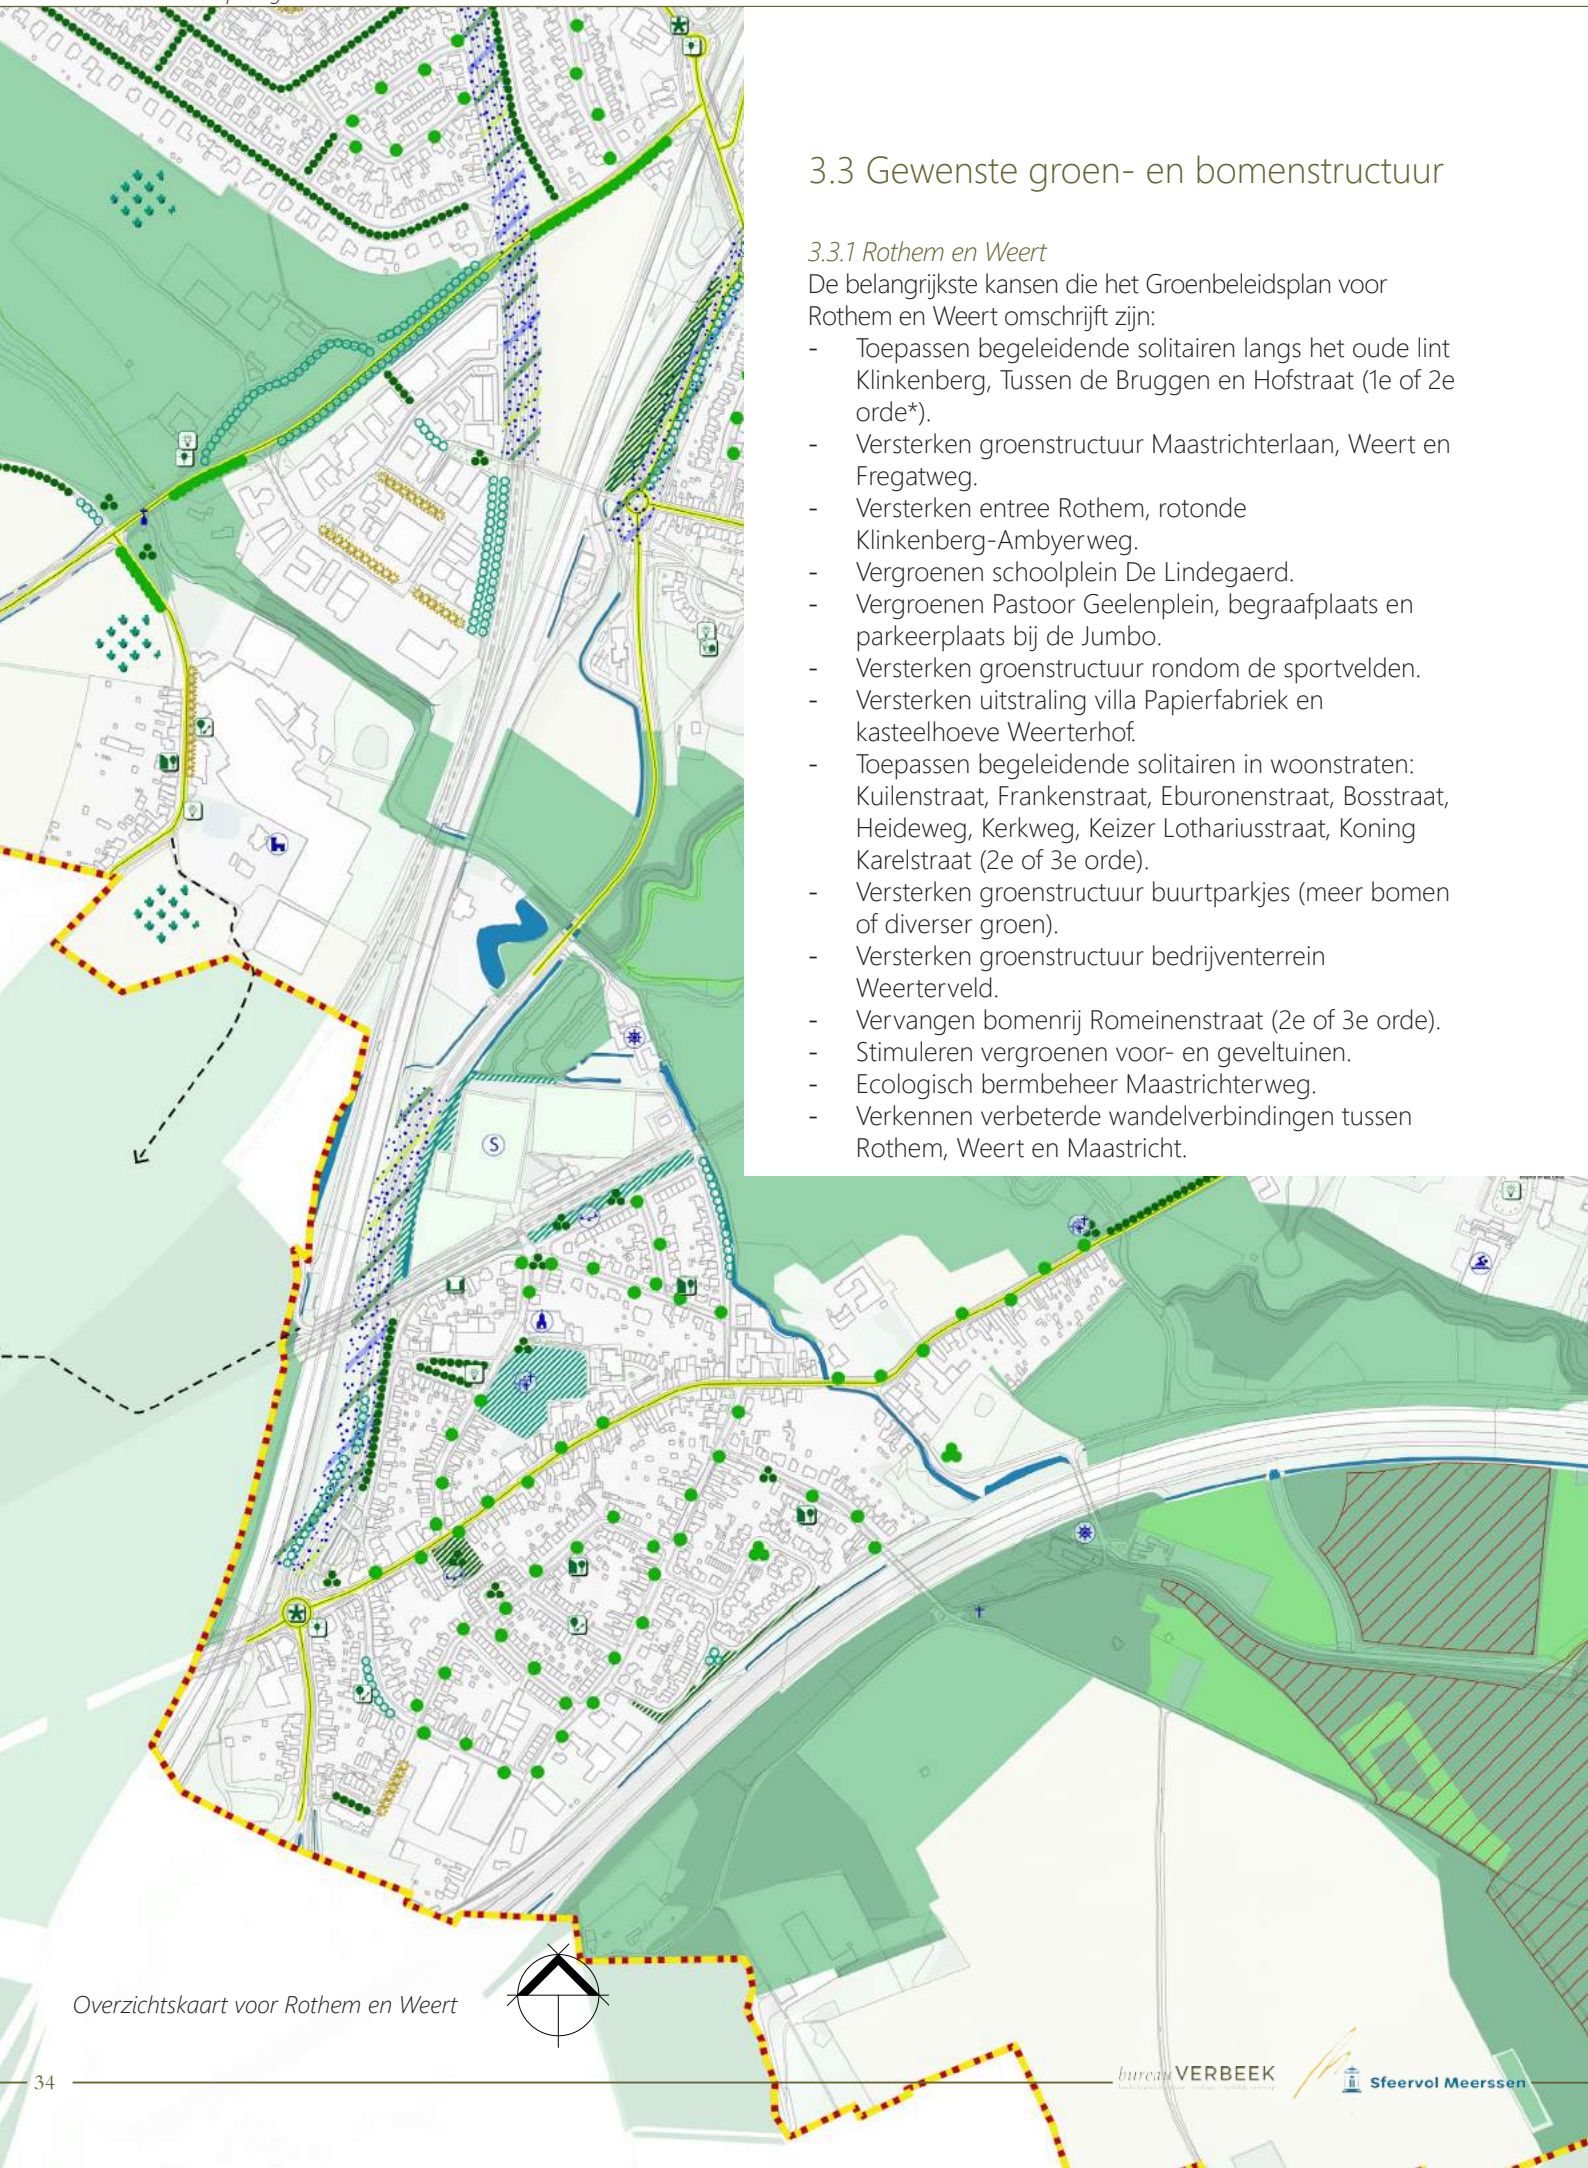 3.3 Gewenste groen- en bomenstructuur
3.3.1 Rothem en Weert
De belangrijkste kansen die het Groenbeleidsplan voor
Rothem en Weert omschrijft zijn:
- Toepassen begeleidende solitairen langs het oude lint
Klinkenberg, Tussen de Bruggen en Hofstraat (1e of 2e
orde*).
- Versterken groenstructuur Maastrichterlaan, Weert en
Fregatweg.
- Versterken entree Rothem, rotonde
Klinkenberg-Ambyerweg.
- Vergroenen schoolplein De Lindegaerd.
- Vergroenen Pastoor Geelenplein, begraafplaats en
parkeerplaats bij de Jumbo.
- Versterken groenstructuur rondom de sportvelden.
- Versterken uitstraling villa Papierfabriek en
kasteelhoeve Weerterhof.
- Toepassen begeleidende solitairen in woonstraten:
Kuilenstraat, Frankenstraat, Eburonenstraat, Bosstraat,
Heideweg, Kerkweg, Keizer Lothariusstraat, Koning
Karelstraat (2e of 3e orde).
- Versterken groenstructuur buurtparkjes (meer bomen
of diverser groen).
- Versterken groenstructuur bedrijventerrein
Weerterveld.
- Vervangen bomenrij Romeinenstraat (2e of 3e orde).
- Stimuleren vergroenen voor- en geveltuinen.
- Ecologisch bermbeheer Maastrichterweg.
- Verkennen verbeterde wandelverbindingen tussen
Rothem, Weert en Maastricht.
S
Overzichtskaart voor Rothem en Weert
34
bureau VERBEEK
Sfeervol Meerssen